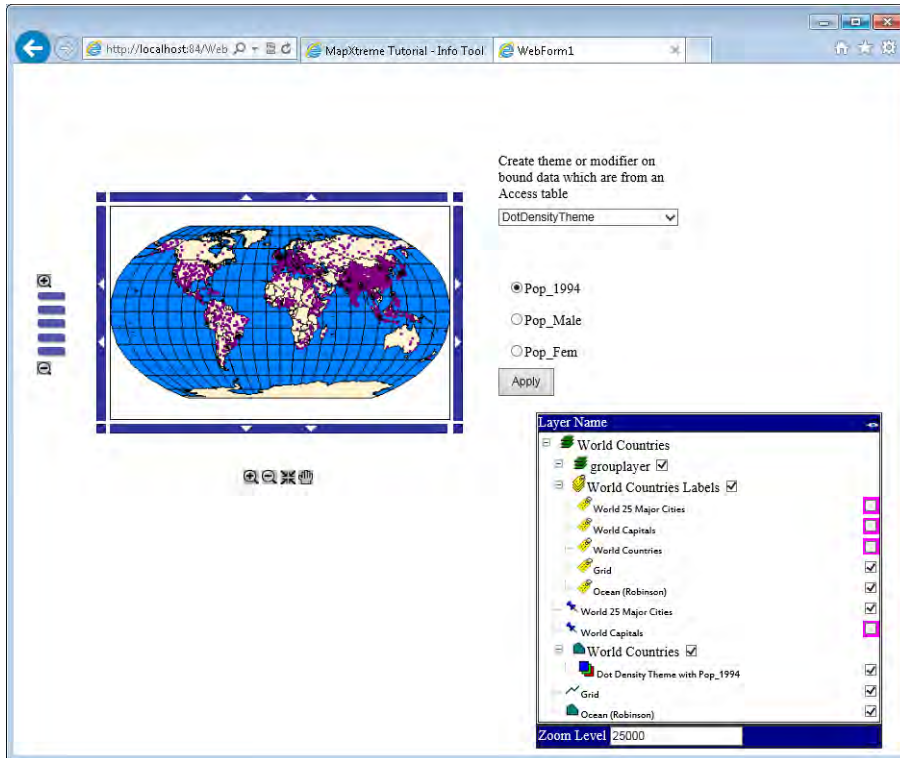 http://localhost:84/Web
MapXtreme Tutorial - Info Tool
WebForm1
Create theme or modifier on
bound data which are from an
Access table
DotDensityTheme
Pop_1994
Pop_Male
Pop_Fem
Apply
Layer Name
World Countries
grouplayer
World Countries Labels
World 25 Major Cities
World Capitals
World Countries
Grid
Ocean (Robinson)
World 25 Major Cities
World Capitals
World Countries
Dot Density Theme with Pop_1994
Grid
Ocean (Robinson)
Zoom Level 25000